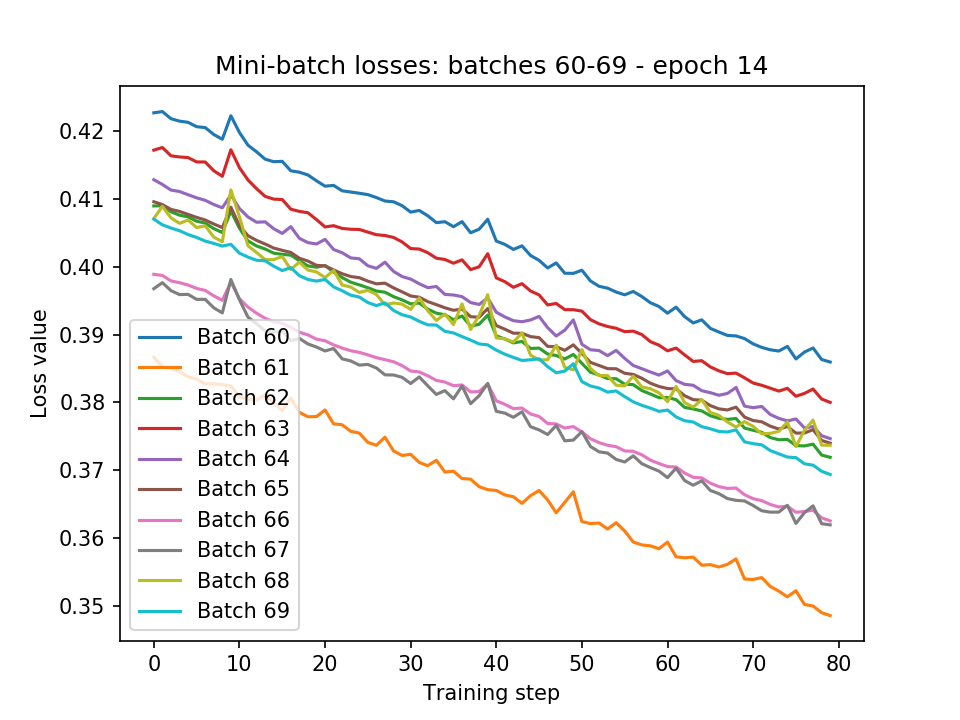 Mini-batch losses: batches 60-69 - epoch 14
Loss value
0.42
0.41
0.40
0.39
0.38
0.37
0.36
0.35
Batch 60
Batch 61
Batch 62
Batch 63
Batch 64
Batch 65
Batch 66
Batch 67
Batch 68
Batch 69
0 10 20 30 40 50 60 70 80
Training step